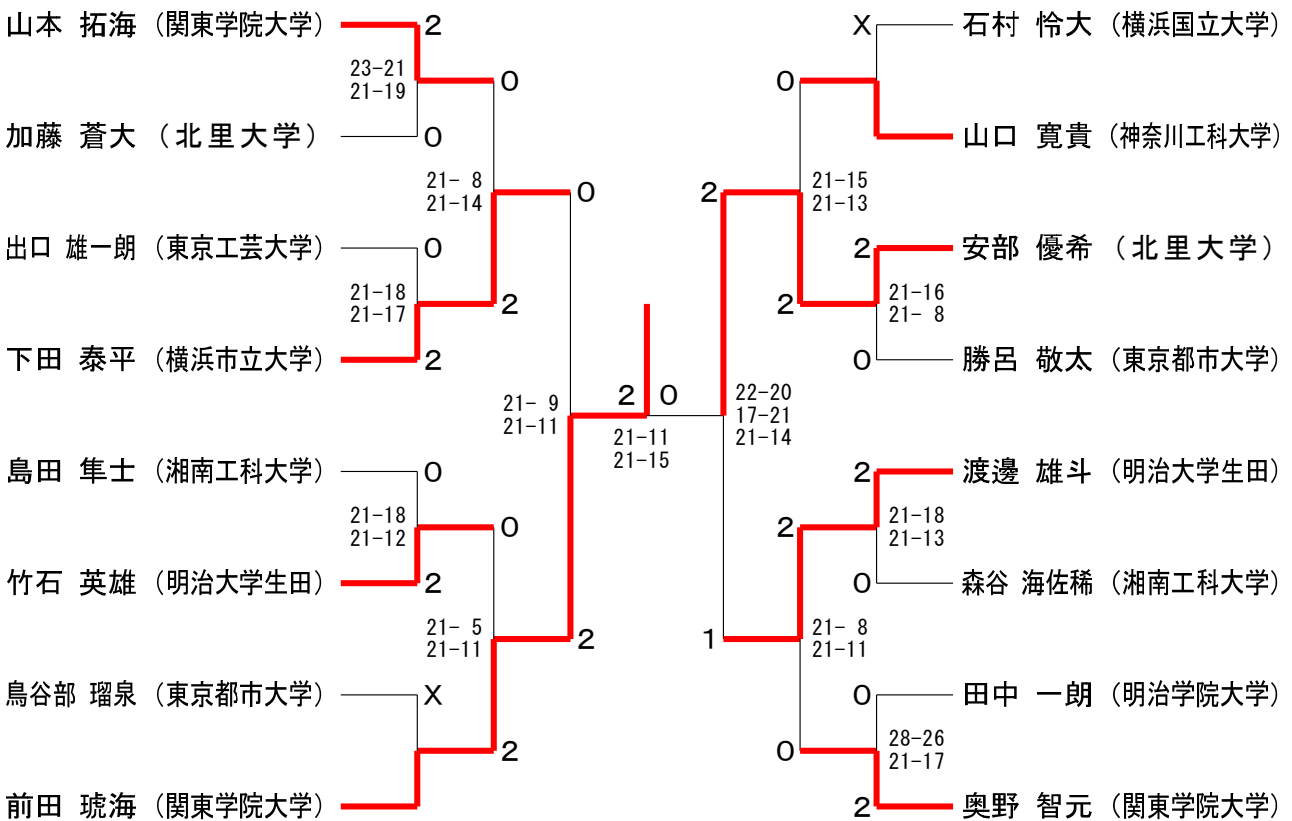 山本 拓海 (関東学院大学) 2
23-21
21-19
0
加藤 蒼大 (北里大学) 0
21- 8
21-14
0
出口 雄一朗 (東京工芸大学) 0
21-18
21-17
2
下田 泰平 (横浜市立大学) 2
21- 9
21-11
島田 隼士 (湘南工科大学) 0
21-18
21-12
0
竹石 英雄 (明治大学生田) 2
21- 5
21-11
2
鳥谷部 瑠泉 (東京都市大学) X
2
前田 琥海 (関東学院大学)
2 0
21-11
21-15
X 石村 怜大 (横浜国立大学)
0
山口 寛貴 (神奈川工科大学)
2
21-15
21-13
2 安部 優希 (北里大学)
2
21-16
21- 8
0 勝呂 敬太 (東京都市大学)
22-20
17-21
21-14
2 渡邊 雄斗 (明治大学生田)
2
21-18
21-13
0 森谷 海佐稀 (湘南工科大学)
1
21- 8
21-11
0 田中 一朗 (明治学院大学)
28-26
21-17
0
2 奥野 智元 (関東学院大学)